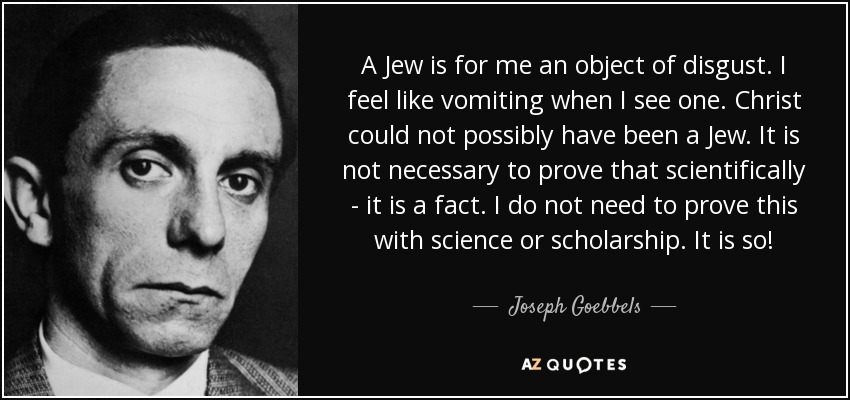 A Jew is for me an object of disgust. I
feel like vomiting when I see one. Christ
could not possibly have been a Jew. It is
not necessary to prove that scientifically
- it is a fact. I do not need to prove this
with science or scholarship. It is so!
Joseph Goebbels
AZ QUOTES